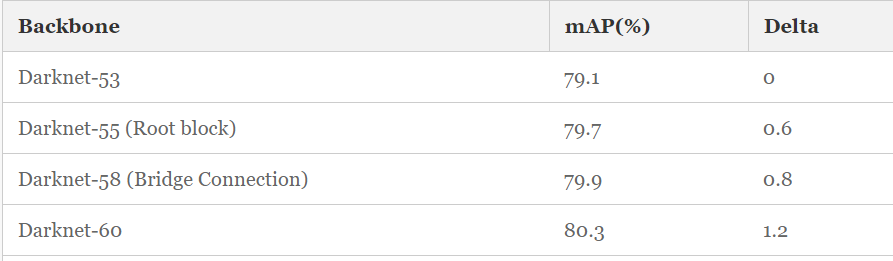 Backbone mAP(%) Delta
Darknet-53 79.1 0
Darknet-55 (Root block) 79.7 0.6
Darknet-58 (Bridge Connection) 79.9 0.8
Darknet-60 80.3 1.2